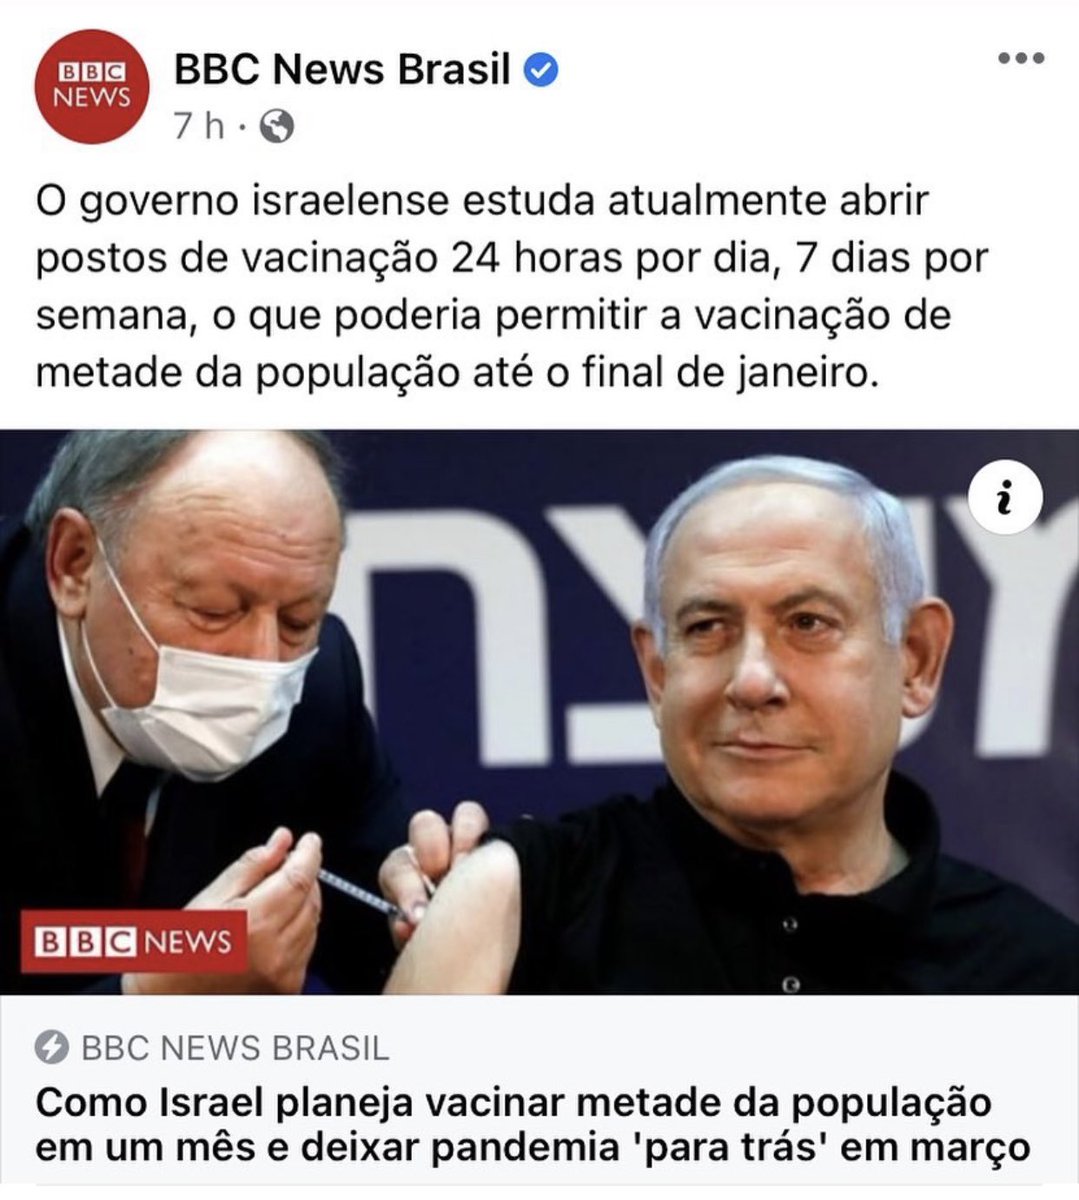 BBC
NEWS
BBC News Brasil
7 h ·
O governo israelense estuda atualmente abrir
postos de vacinação 24 horas por dia, 7 dias por
semana, o que poderia permitir a vacinação de
metade da população até o final de janeiro.
i
BBC NEWS
BBC NEWS BRASIL
Como Israel planeja vacinar metade da população
em um mês e deixar pandemia 'para trás' em março